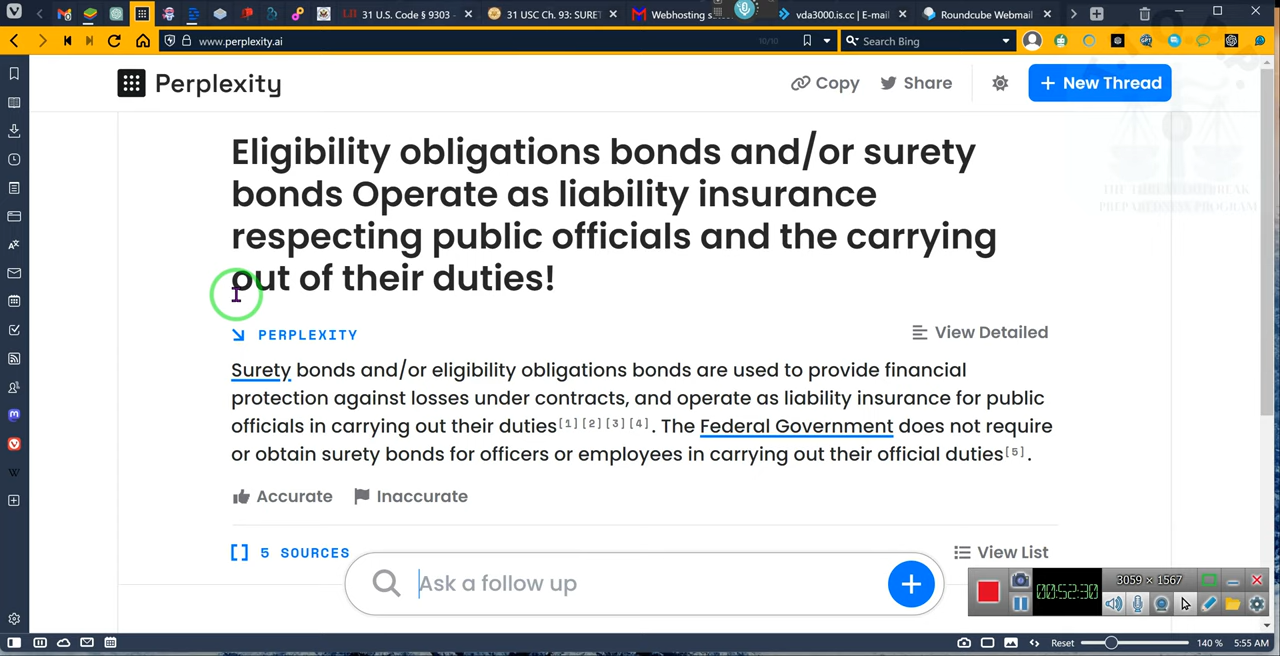 31 U.S. Code § 9303 -
31 USC Ch. 93: SURET
Webhosting s
vda3000.is.cc | E-mail
Roundcube Webmail
www.perplexity.ai
Search Bing
Perplexity
Copy
Share
New Thread
Eligibility obligations bonds and/or surety
bonds Operate as liability insurance
respecting public officials and the carrying
out of their duties!
PERPLEXITY
View Detailed
Surety bonds and/or eligibility obligations bonds are used to provide financial
protection against losses under contracts, and operate as liability insurance for public
officials in carrying out their duties[1][2][3][4]. The Federal Government does not require
or obtain surety bonds for officers or employees in carrying out their official duties[5].
Accurate
Inaccurate
5 SOURCES
View List
Ask a follow up
3059 × 1567
00:52:30
Reset
140 %
5:55 AM